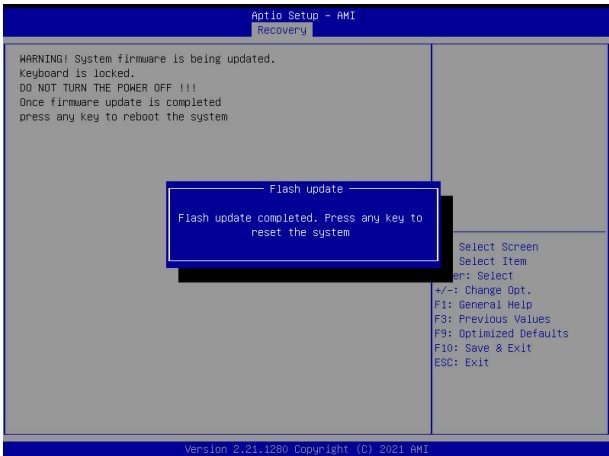 Aptio Setup - AMI
Recovery
WARNING! System firmware is being updated.
Keyboard is locked.
DO NOT TURN THE POWER OFF !!!
Once firmware update is completed
press any key to reboot the system
Flash update
Flash update completed. Press any key to
reset the system
Select Screen
Select Item
er: Select
+/-: Change Opt.
F1: General Help
F3: Previous Values
F9: Optimized Defaults
F10: Save & Exit
ESC: Exit
Version 2.21.1280 Copyright (C) 2021 AMI